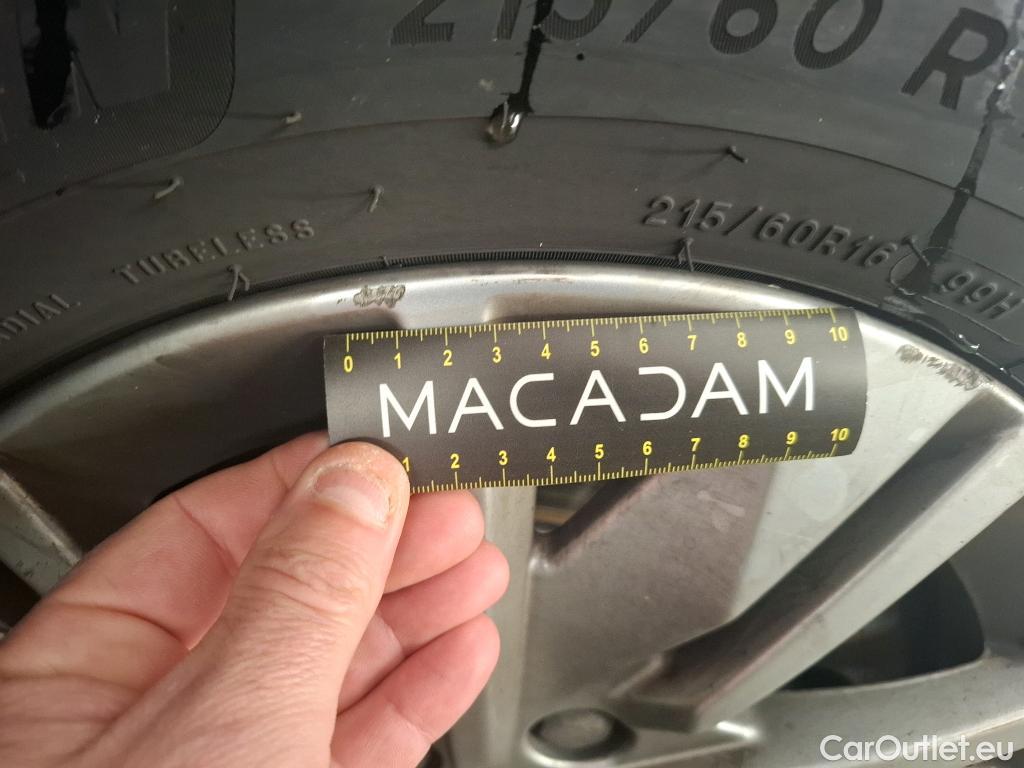 215/60 R
RADIAL TUBELESS
215/60R16 99H
0 1 2 3 4 5 6 7 8 9 10
MACADAM
1 2 3 4 5 6 7 8 9 10
CarOutlet.eu